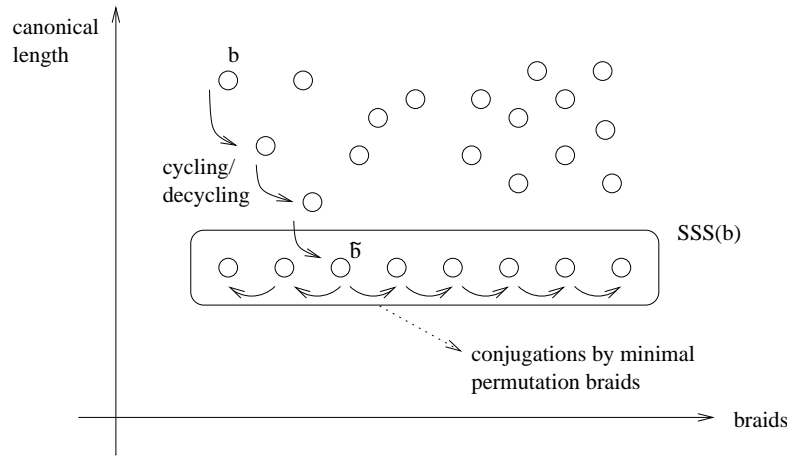 canonical
length
b
cycling/
decycling
SSS(b)
b̃
conjugations by minimal
permutation braids
braids